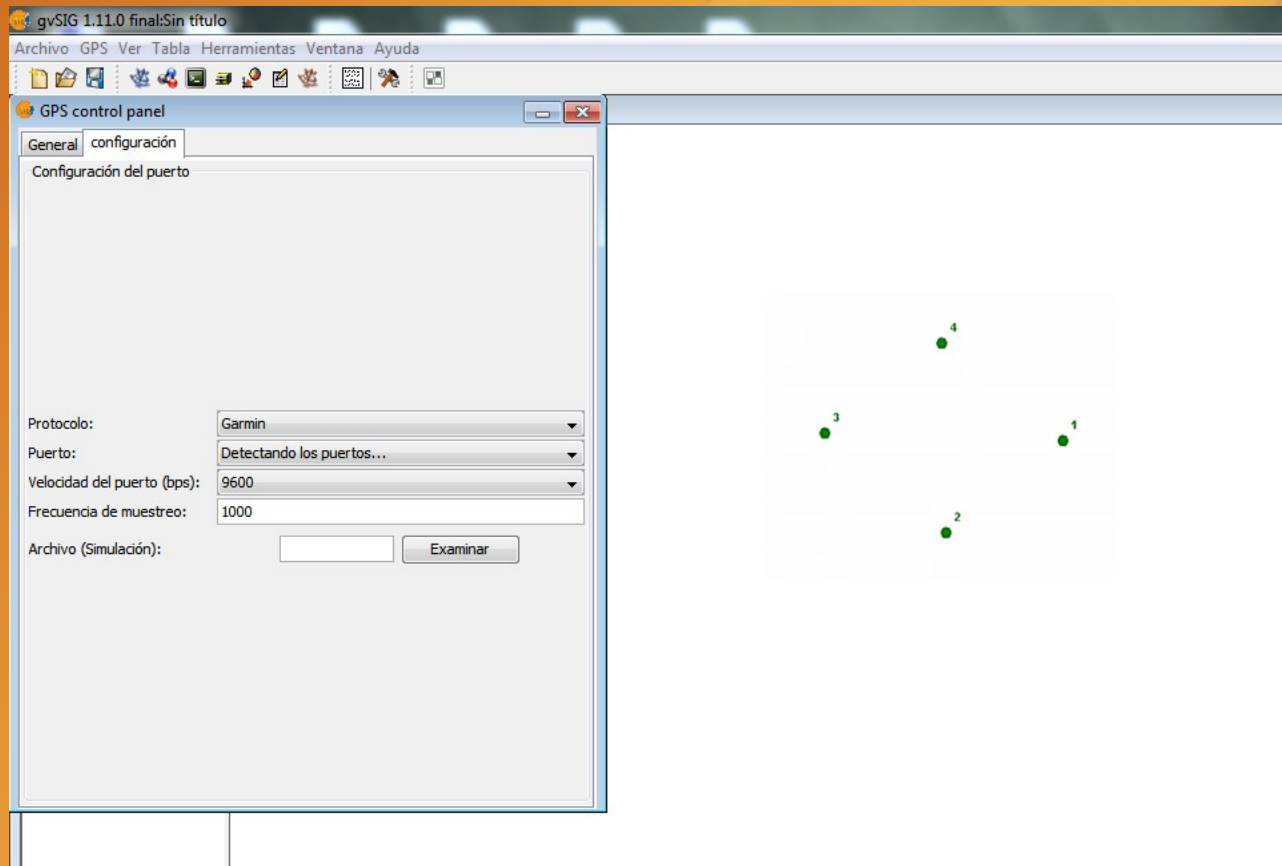 gvSIG 1.11.0 final:Sin título
Archivo GPS Ver Tabla Herramientas Ventana Ayuda
GPS control panel
General configuración
Configuración del puerto
Protocolo: Garmin
Puerto: Detectando los puertos...
Velocidad del puerto (bps): 9600
Frecuencia de muestreo: 1000
Archivo (Simulación): Examinar
4
3
1
2